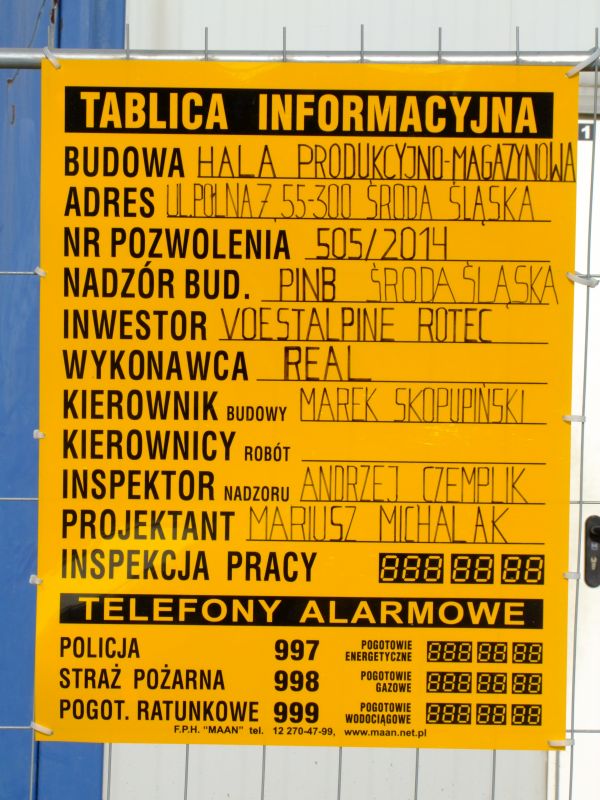 TABLICA INFORMACYJNA
BUDOWA HALA PRODUKCYJNO-MAGAZYNOWA
ADRES UL.POLNA 7, 55-300 ŚRODA ŚLĄSKA
NR POZWOLENIA 505/2014
NADZÓR BUD. PINB ŚRODA ŚLĄSKA
INWESTOR VOESTALPINE ROTEC
WYKONAWCA REAL
KIEROWNIK BUDOWY MAREK SKOPUPIŃSKI
KIEROWNICY ROBÓT
INSPEKTOR NADZORU ANDRZEJ CZEMPLIK
PROJEKTANT MARIUSZ MICHALAK
INSPEKCJA PRACY 888 88 88
TELEFONY ALARMOWE
POLICJA 997 POGOTOWIE ENERGETYCZNE 888 88 88
STRAŻ POŻARNA 998 POGOTOWIE GAZOWE 888 88 88
POGOT. RATUNKOWE 999 POGOTOWIE WODOCIĄGOWE 888 88 88
F.P.H. "MAAN" tel. 12 270-47-99, www.maan.net.pl
1